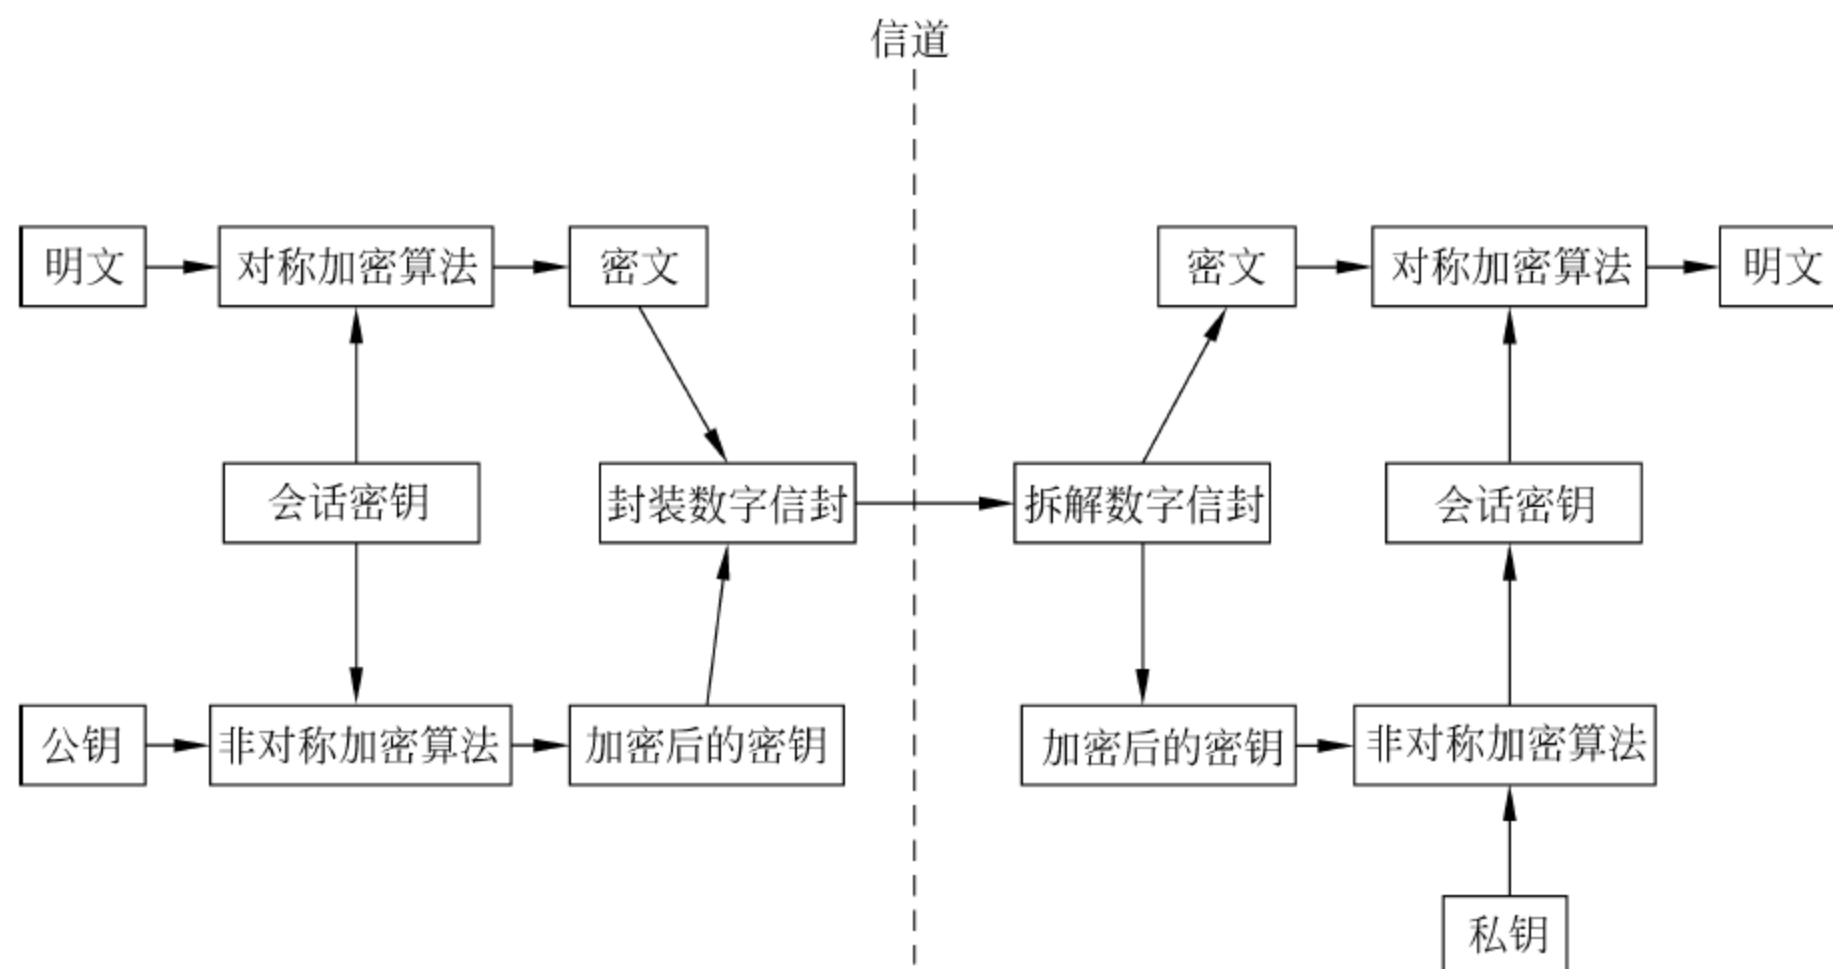 信道
明文
对称加密算法
密文
密文
对称加密算法
明文
会话密钥
封装数字信封
拆解数字信封
会话密钥
公钥
非对称加密算法
加密后的密钥
加密后的密钥
非对称加密算法
私钥